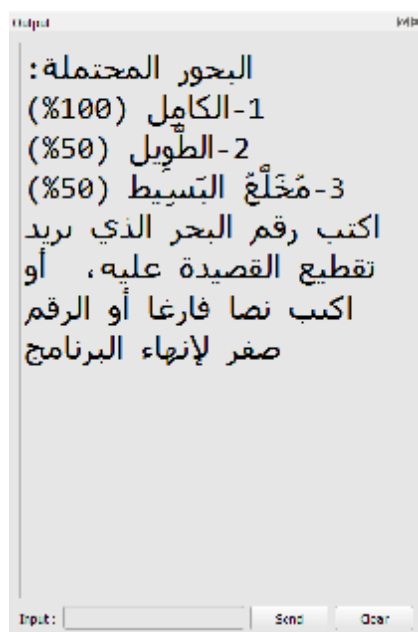 Output
البحور المحتملة:
1-الكامِل (100%)
2-الطَّوِيل (50%)
3-مُخَلَّعُ البَسِيط (50%)
اكتب رقم البحر الذي تريد
تقطيع القصيدة عليه، أو
اكتب نصا فارغا أو الرقم
صفر لإنهاء البرنامج
Input: Send Clear